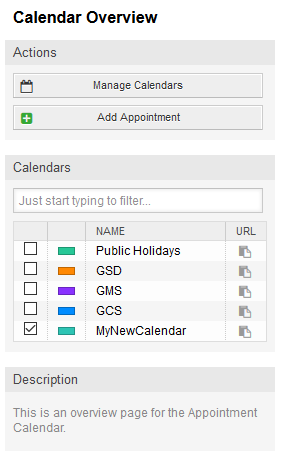 Calendar Overview
Actions
Manage Calendars
Add Appointment
Calendars
Just start typing to filter...
NAME URL
Public Holidays
GSD
GMS
GCS
MyNewCalendar
Description
This is an overview page for the Appointment
Calendar.